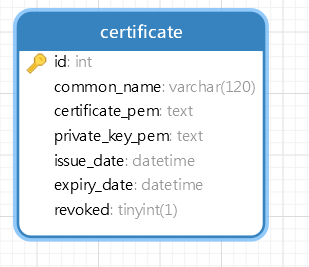 certificate
id: int
common_name: varchar(120)
certificate_pem: text
private_key_pem: text
issue_date: datetime
expiry_date: datetime
revoked: tinyint(1)